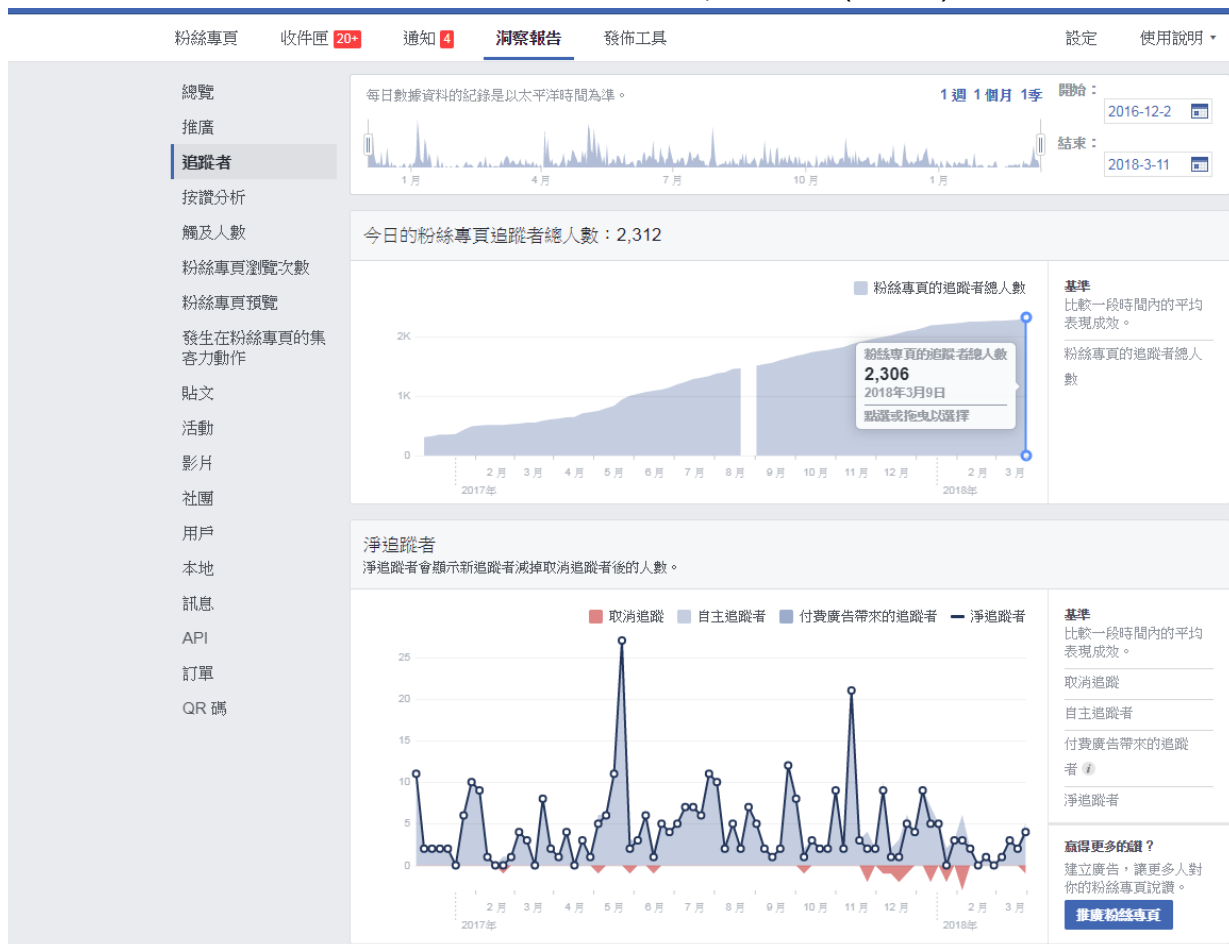 粉絲專頁 收件匣 20+ 通知 4 洞察報告 發佈工具 設定 使用說明
總覽
推廣
追蹤者
按讚分析
觸及人數
粉絲專頁瀏覽次數
粉絲專頁預覽
發生在粉絲專頁的集
客力動作
貼文
活動
影片
社團
用戶
本地
訊息
API
訂單
QR 碼
每日數據資料的紀錄是以太平洋時間為準。 1 週 1 個月 1季
開始:
2016-12-2
結束:
2018-3-11
1 月 4 月 7 月 10 月 1 月
今日的粉絲專頁追蹤者總人數:2,312
粉絲專頁的追蹤者總人數
2K
1K
0
粉絲專頁的追蹤者總人數
2,306
2018年3月9日
點選或拖曳以選擇
2 月 3 月 4 月 5 月 6 月 7 月 8 月 9 月 10 月 11 月 12 月 2 月 3 月
2017年 2018年
基準
比較一段時間內的平均
表現成效。
粉絲專頁的追蹤者總人
數
淨追蹤者
淨追蹤者會顯示新追蹤者減掉取消追蹤者後的人數。
取消追蹤 自主追蹤者 付費廣告帶來的追蹤者 淨追蹤者
25
20
15
10
5
0
2 月 3 月 4 月 5 月 6 月 7 月 8 月 9 月 10 月 11 月 12 月 2 月 3 月
2017年 2018年
基準
比較一段時間內的平均
表現成效。
取消追蹤
自主追蹤者
付費廣告帶來的追蹤
者 i
淨追蹤者
贏得更多的讚?
建立廣告,讓更多人對
你的粉絲專頁說讚。
推廣粉絲專頁